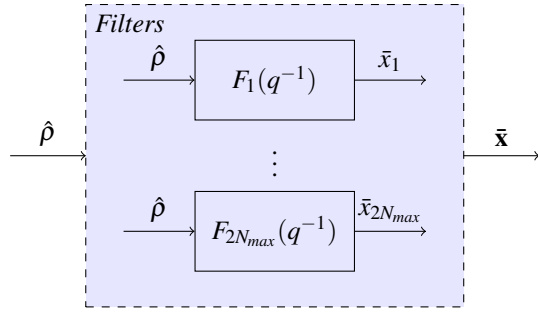 Filters
ρ̂ F₁(q⁻¹) x̄₁
ρ̂ x̄
⋮
ρ̂ F₂Nₘₐₓ(q⁻¹) x̄₂Nₘₐₓ